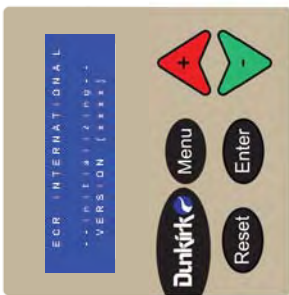 ECR INTERNATIONAL
--initializing--
VERSION [xxxx]
+
-
Menu
Enter
Dunkirk
Reset